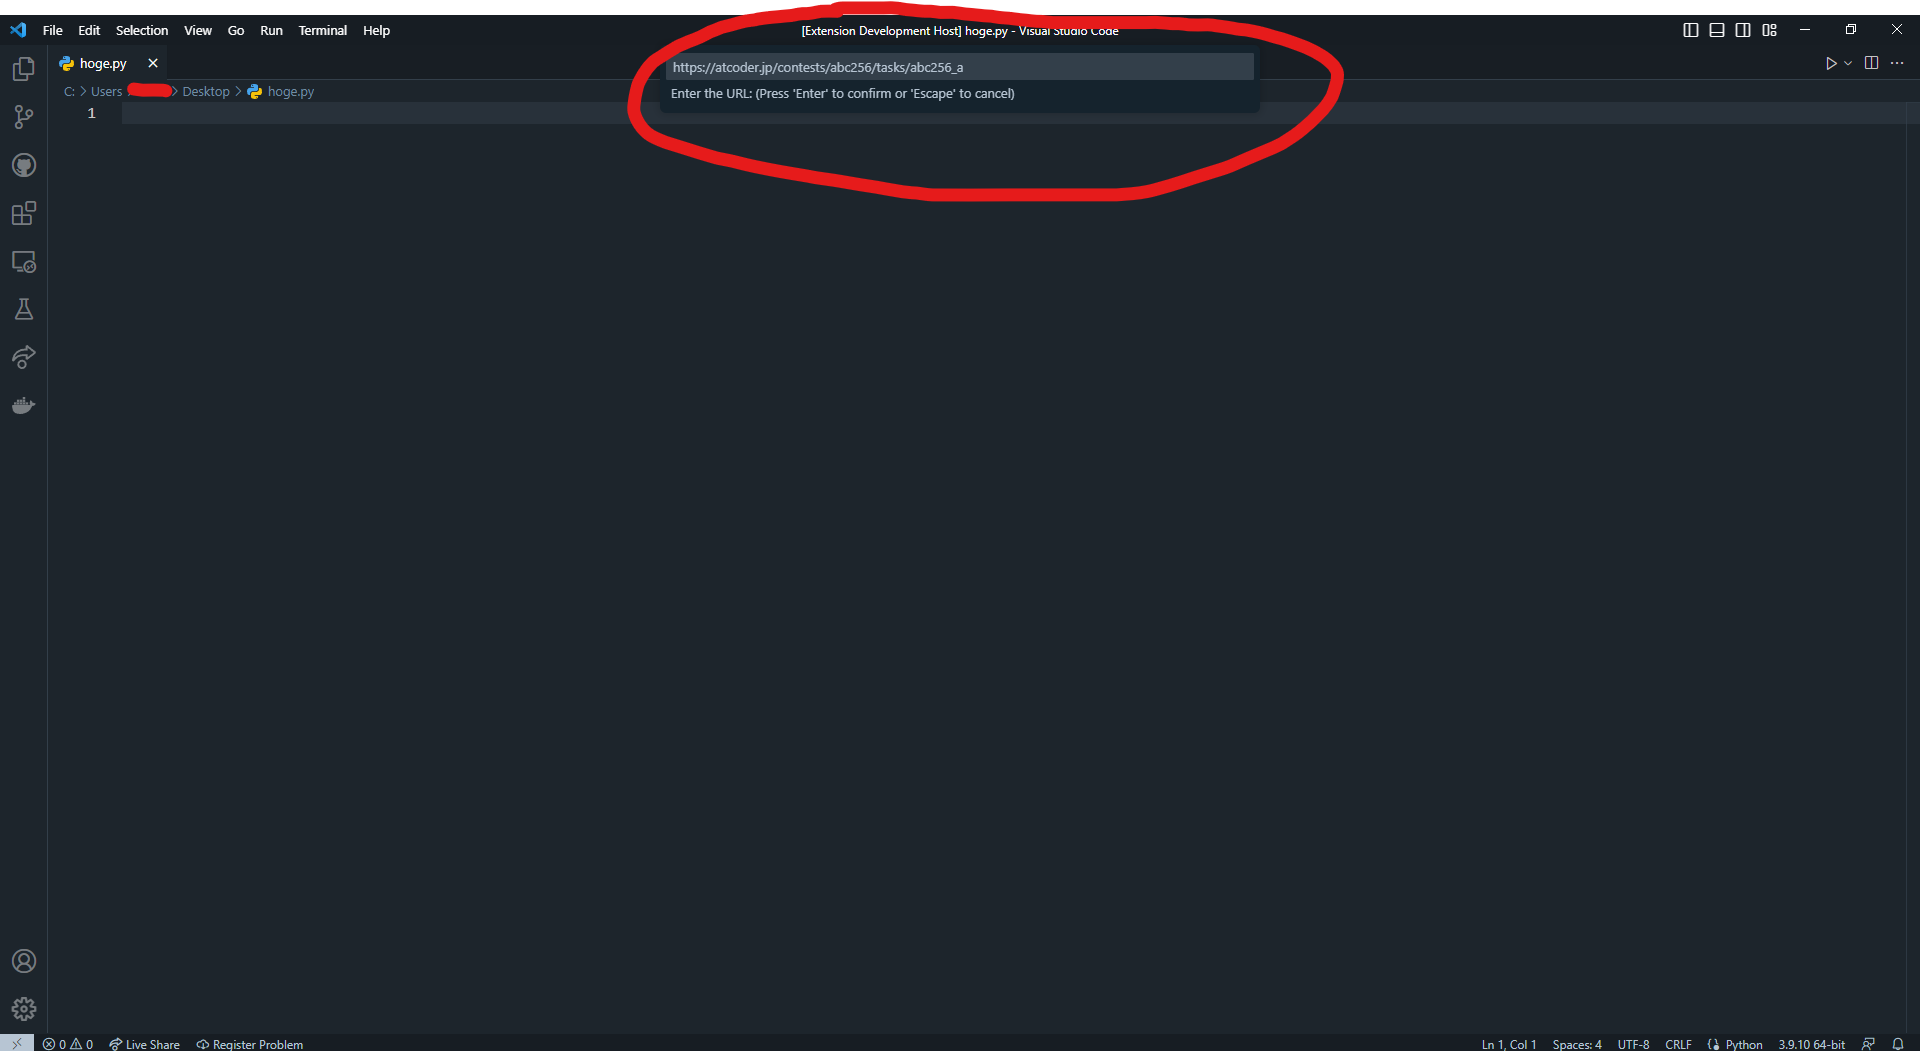 File Edit Selection View Go Run Terminal Help
[Extension Development Host] hoge.py - Visual Studio Code
hoge.py
https://atcoder.jp/contests/abc256/tasks/abc256_a
C: > Users > Desktop > hoge.py
Enter the URL: (Press 'Enter' to confirm or 'Escape' to cancel)
1
0 0 Live Share Register Problem
Ln 1, Col 1 Spaces: 4 UTF-8 CRLF Python 3.9.10 64-bit